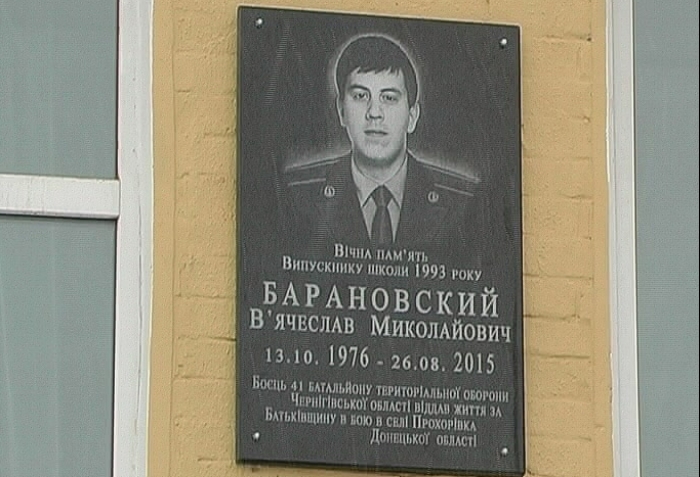 Вічна пам'ять
Випускнику школи 1993 року
БАРАНОВСКИЙ
В'ячеслав Миколайович
13.10. 1976 - 26.08. 2015
Боєць 41 батальйону територіальної оборони
Чернігівської області віддав життя за
Батьківщину в бою в селі Прохорівка
Донецької області